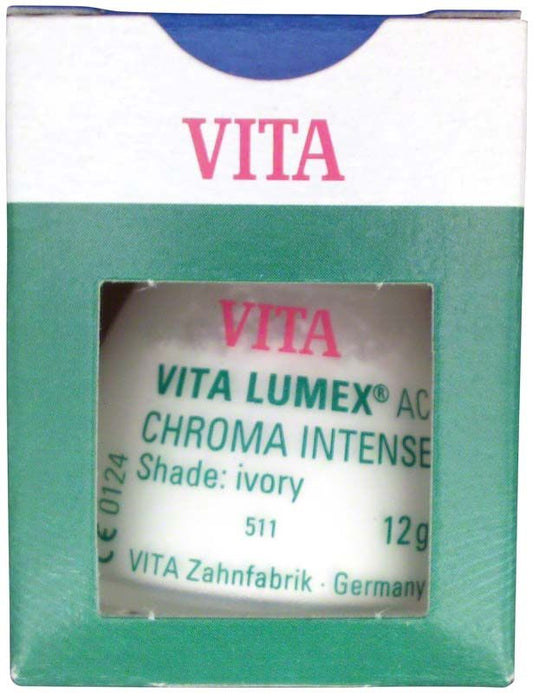 VITA
VITA
VITA LUMEX® AC
CHROMA INTENSE
Shade: ivory
511
12g
VITA Zahnfabrik · Germany
CE 0124